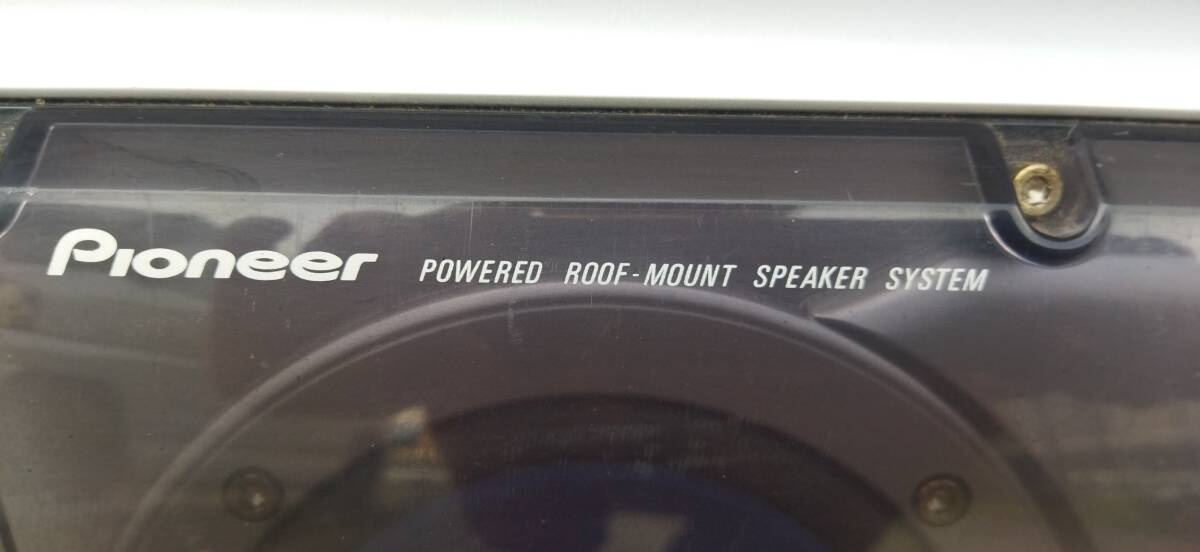 Pioneer POWERED ROOF-MOUNT SPEAKER SYSTEM